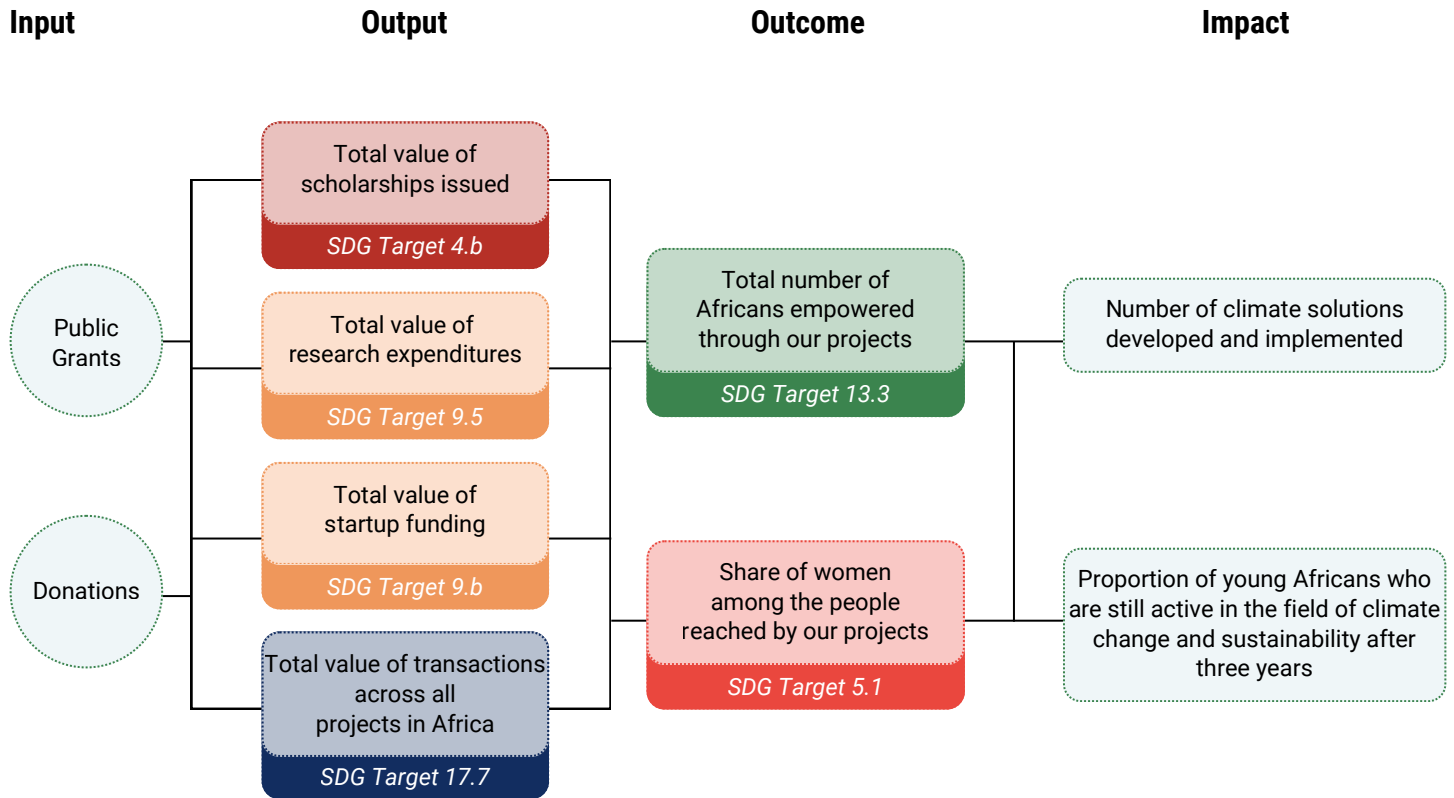 Input
Output
Outcome
Impact
Public
Grants
Donations
Total value of
scholarships issued
SDG Target 4.b
Total value of
research expenditures
SDG Target 9.5
Total value of
startup funding
SDG Target 9.b
Total value of transactions
across all
projects in Africa
SDG Target 17.7
Total number of
Africans empowered
through our projects
SDG Target 13.3
Share of women
among the people
reached by our projects
SDG Target 5.1
Number of climate solutions
developed and implemented
Proportion of young Africans who
are still active in the field of climate
change and sustainability after
three years